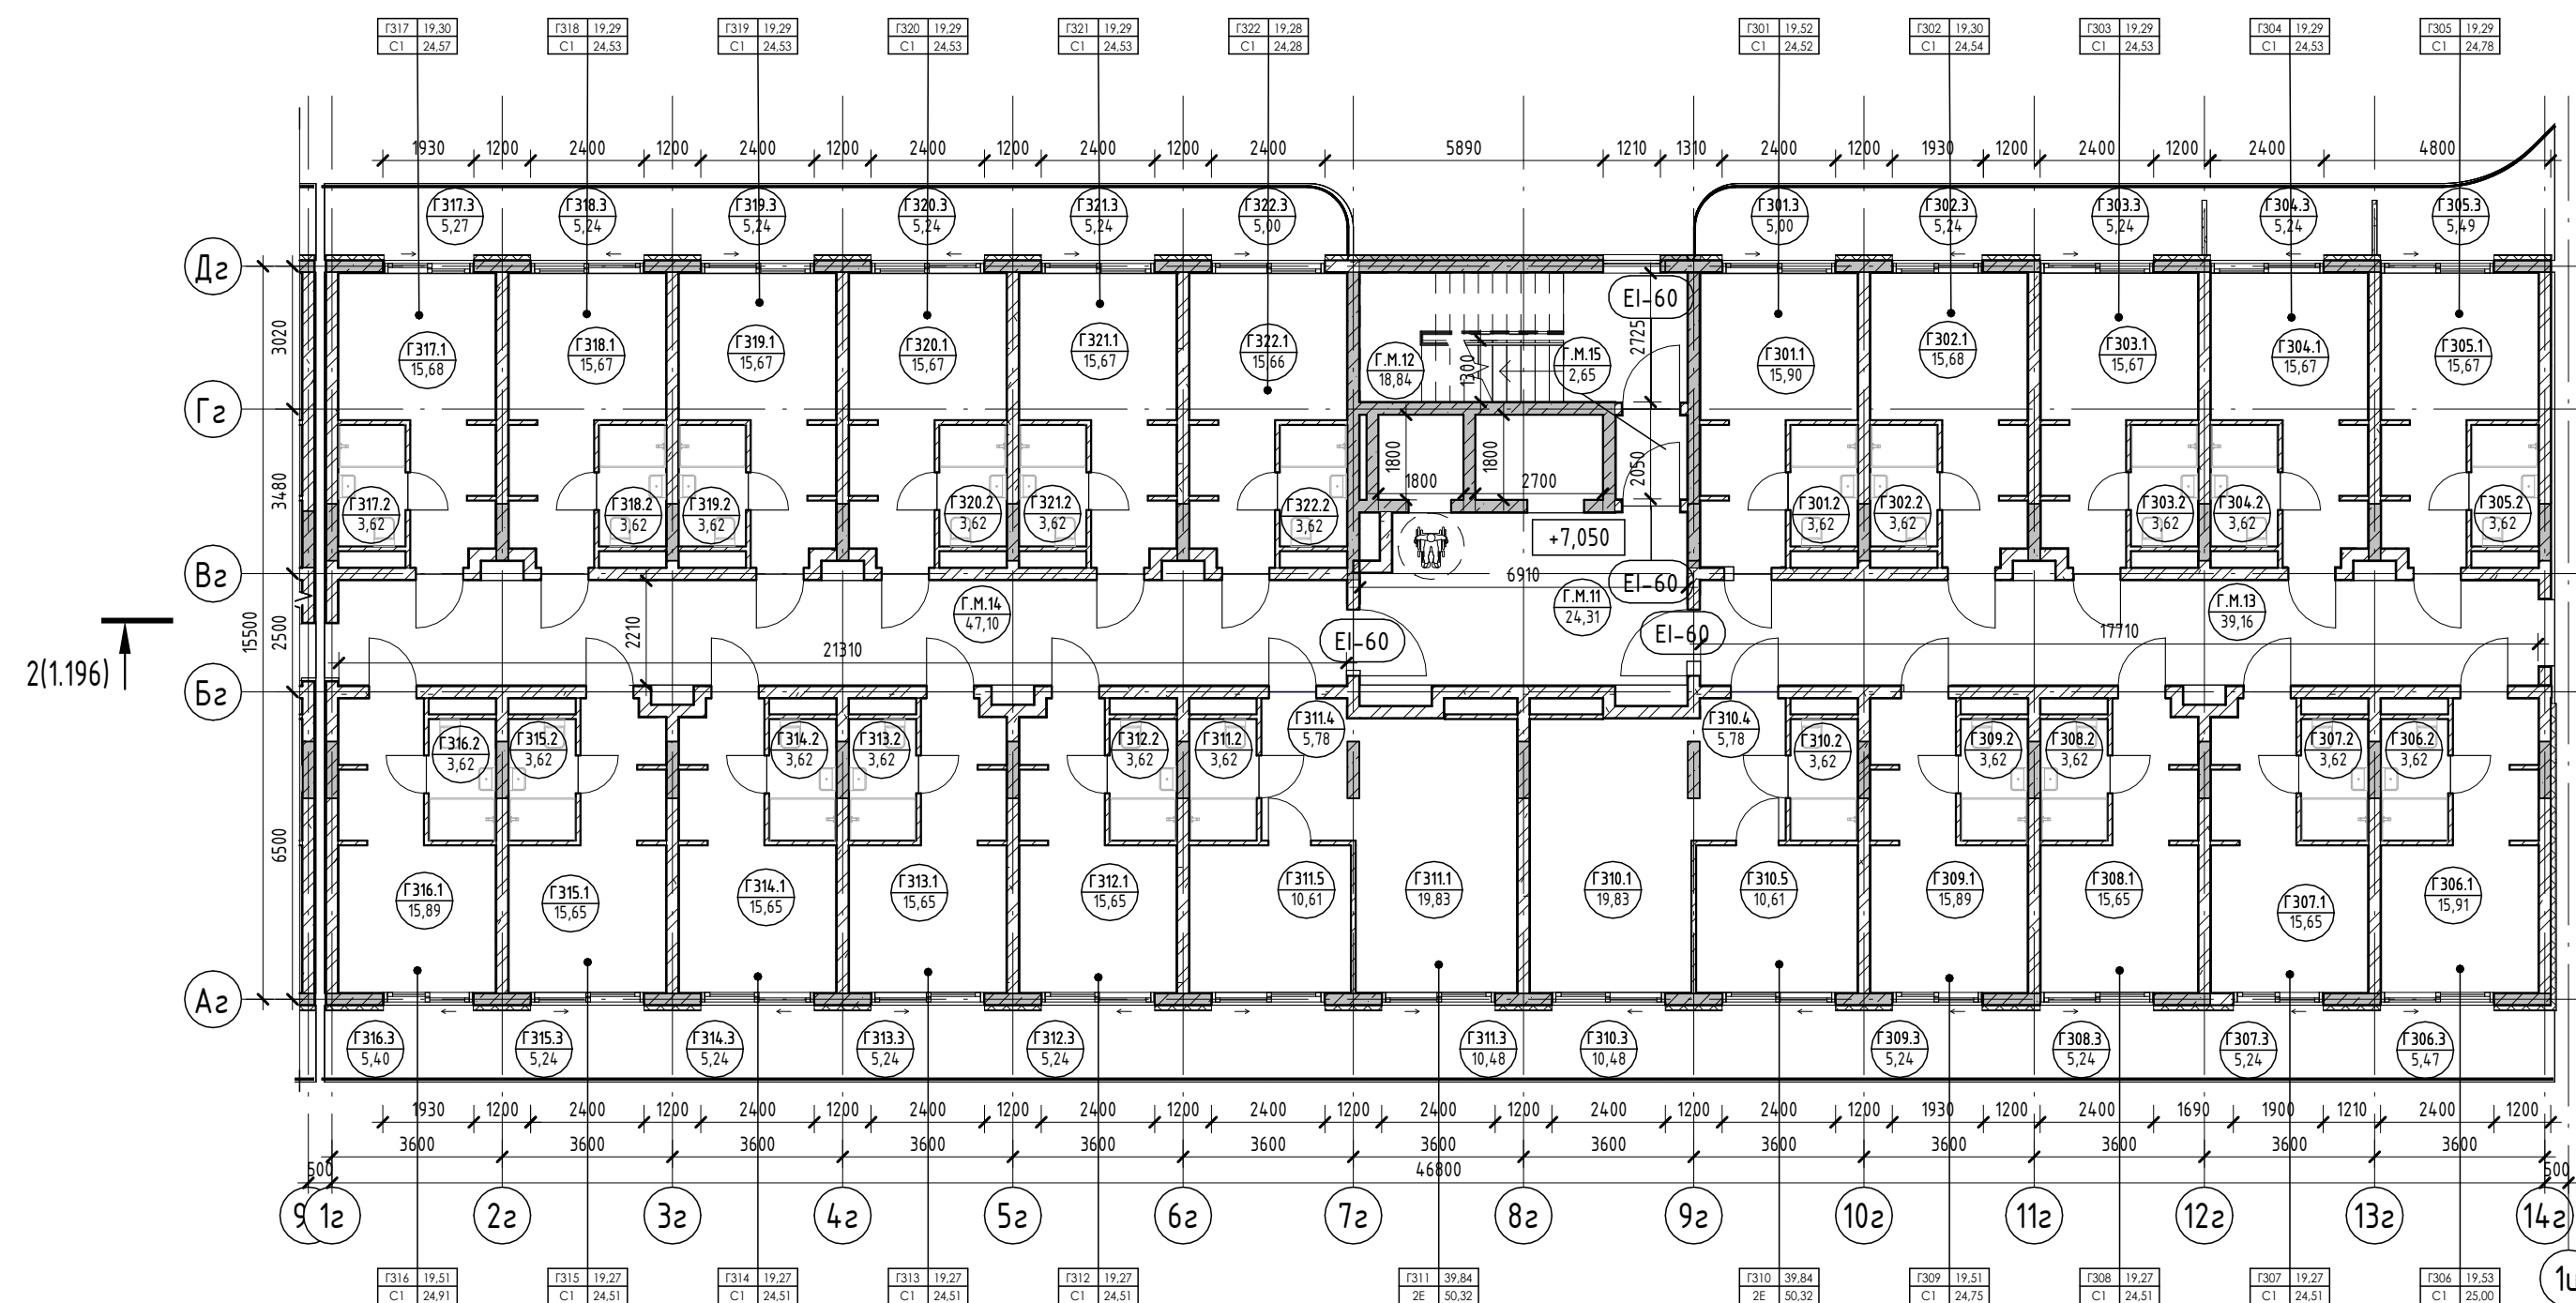 Г317 19,30 Г318 19,29 Г319 19,29 Г320 19,29 Г321 19,29 Г322 19,28 Г301 19,52 Г302 19,30 Г303 19,29 Г304 19,29 Г305 19,29
С1 24,57 С1 24,53 С1 24,53 С1 24,53 С1 24,53 С1 24,28 С1 24,52 С1 24,54 С1 24,53 С1 24,53 С1 24,78
1930 1200 2400 1200 2400 1200 2400 1200 2400 1200 2400 5890 1210 1310 2400 1200 1930 1200 2400 1200 2400 4800
Г317.3 Г318.3 Г319.3 Г320.3 Г321.3 Г322.3 Г301.3 Г302.3 Г303.3 Г304.3 Г305.3
5,27 5,24 5,24 5,24 5,24 5,00 5,00 5,24 5,24 5,24 5,49
Дг
EI-60
3020
2725
1300
Г317.1 Г318.1 Г319.1 Г320.1 Г321.1 Г322.1 Г.М.12 Г.М.15 Г301.1 Г302.1 Г303.1 Г304.1 Г305.1
15,68 15,67 15,67 15,67 15,67 15,66 18,84 2,65 15,90 15,68 15,67 15,67 15,67
Гг
3480
1800 1800 2050
1800 2700
Г317.2 Г318.2 Г319.2 Г320.2 Г321.2 Г322.2 Г301.2 Г302.2 Г303.2 Г304.2 Г305.2
3,62 3,62 3,62 3,62 3,62 3,62 3,62 3,62 3,62 3,62 3,62
+7,050
Вг
6910
EI-60
Г.М.14 Г.М.11 Г.М.13
47,10 24,31 39,16
15500
2500
2210
EI-60 EI-60
17710
21310
2(1.196)
Бг
Г311.4 Г310.4
5,78 5,78
Г316.2 Г315.2 Г314.2 Г313.2 Г312.2 Г311.2 Г310.2 Г309.2 Г308.2 Г307.2 Г306.2
3,62 3,62 3,62 3,62 3,62 3,62 3,62 3,62 3,62 3,62 3,62
6500
Г316.1 Г315.1 Г314.1 Г313.1 Г312.1 Г311.5 Г311.1 Г310.1 Г310.5 Г309.1 Г308.1 Г307.1 Г306.1
15,89 15,65 15,65 15,65 15,65 10,61 19,83 19,83 10,61 15,89 15,65 15,65 15,91
Аг
Г316.3 Г315.3 Г314.3 Г313.3 Г312.3 Г311.3 Г310.3 Г309.3 Г308.3 Г307.3 Г306.3
5,40 5,24 5,24 5,24 5,24 10,48 10,48 5,24 5,24 5,24 5,47
1930 1200 2400 1200 2400 1200 2400 1200 2400 1200 2400 1200 2400 1200 2400 1200 2400 1200 1930 1200 2400 1690 1900 1210 2400 1200
3600 3600 3600 3600 3600 3600 3600 3600 3600 3600 3600 3600 3600
500 46800 500
9 1г 2г 3г 4г 5г 6г 7г 8г 9г 10г 11г 12г 13г 14г
Г316 19,51 Г315 19,27 Г314 19,27 Г313 19,27 Г312 19,27 Г311 39,84 Г310 39,84 Г309 19,51 Г308 19,27 Г307 19,27 Г306 19,53
С1 24,91 С1 24,51 С1 24,51 С1 24,51 С1 24,51 2Е 50,32 2Е 50,32 С1 24,75 С1 24,51 С1 24,51 С1 25,00